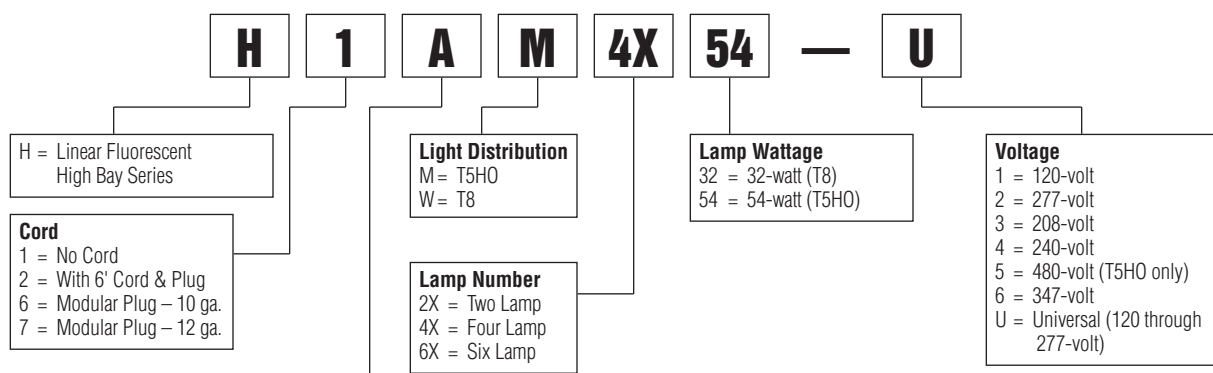 H 1 A M 4X 54 — U
H = Linear Fluorescent
High Bay Series
Cord
1 = No Cord
2 = With 6' Cord & Plug
6 = Modular Plug – 10 ga.
7 = Modular Plug – 12 ga.
Light Distribution
M = T5HO
W = T8
Lamp Number
2X = Two Lamp
4X = Four Lamp
6X = Six Lamp
Lamp Wattage
32 = 32-watt (T8)
54 = 54-watt (T5HO)
Voltage
1 = 120-volt
2 = 277-volt
3 = 208-volt
4 = 240-volt
5 = 480-volt (T5HO only)
6 = 347-volt
U = Universal (120 through
277-volt)